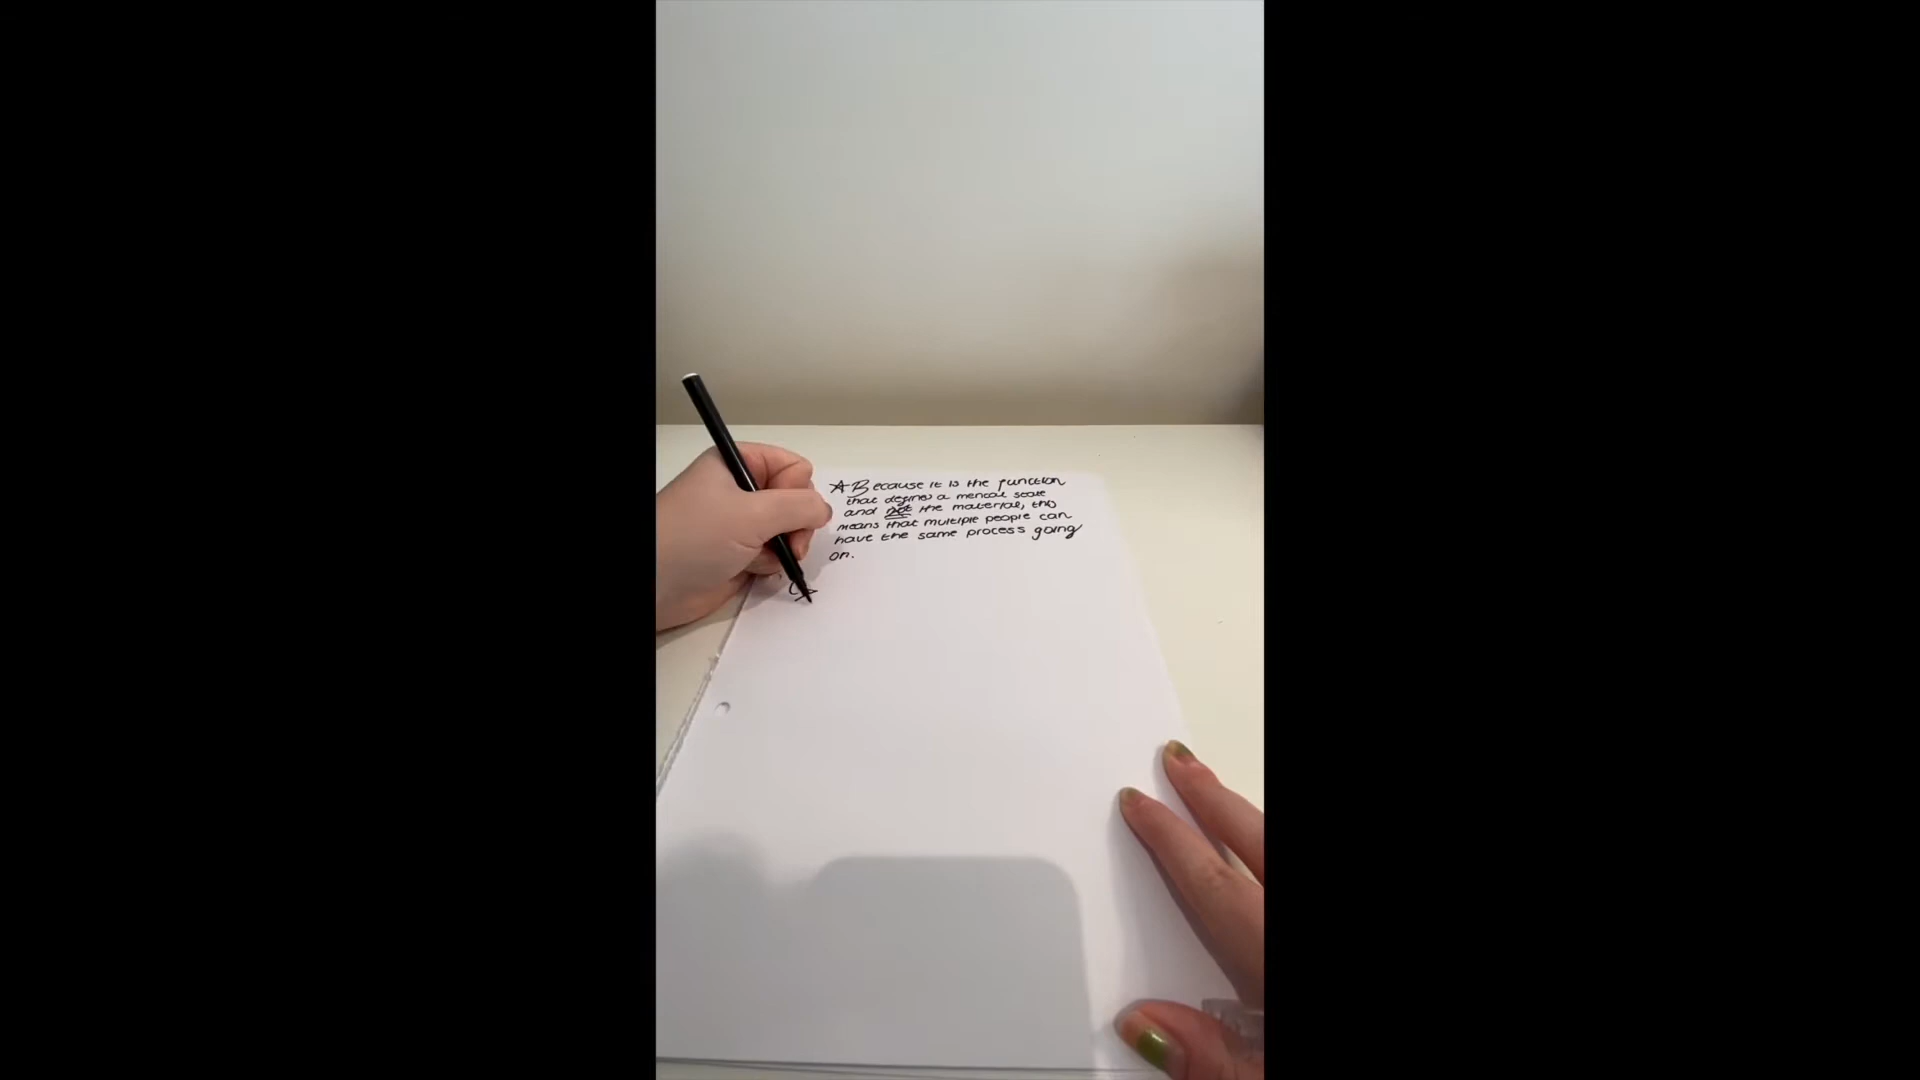 Because it is the function
that defines a mental state
and not the material, this
means that multiple people can
have the same process going
on.